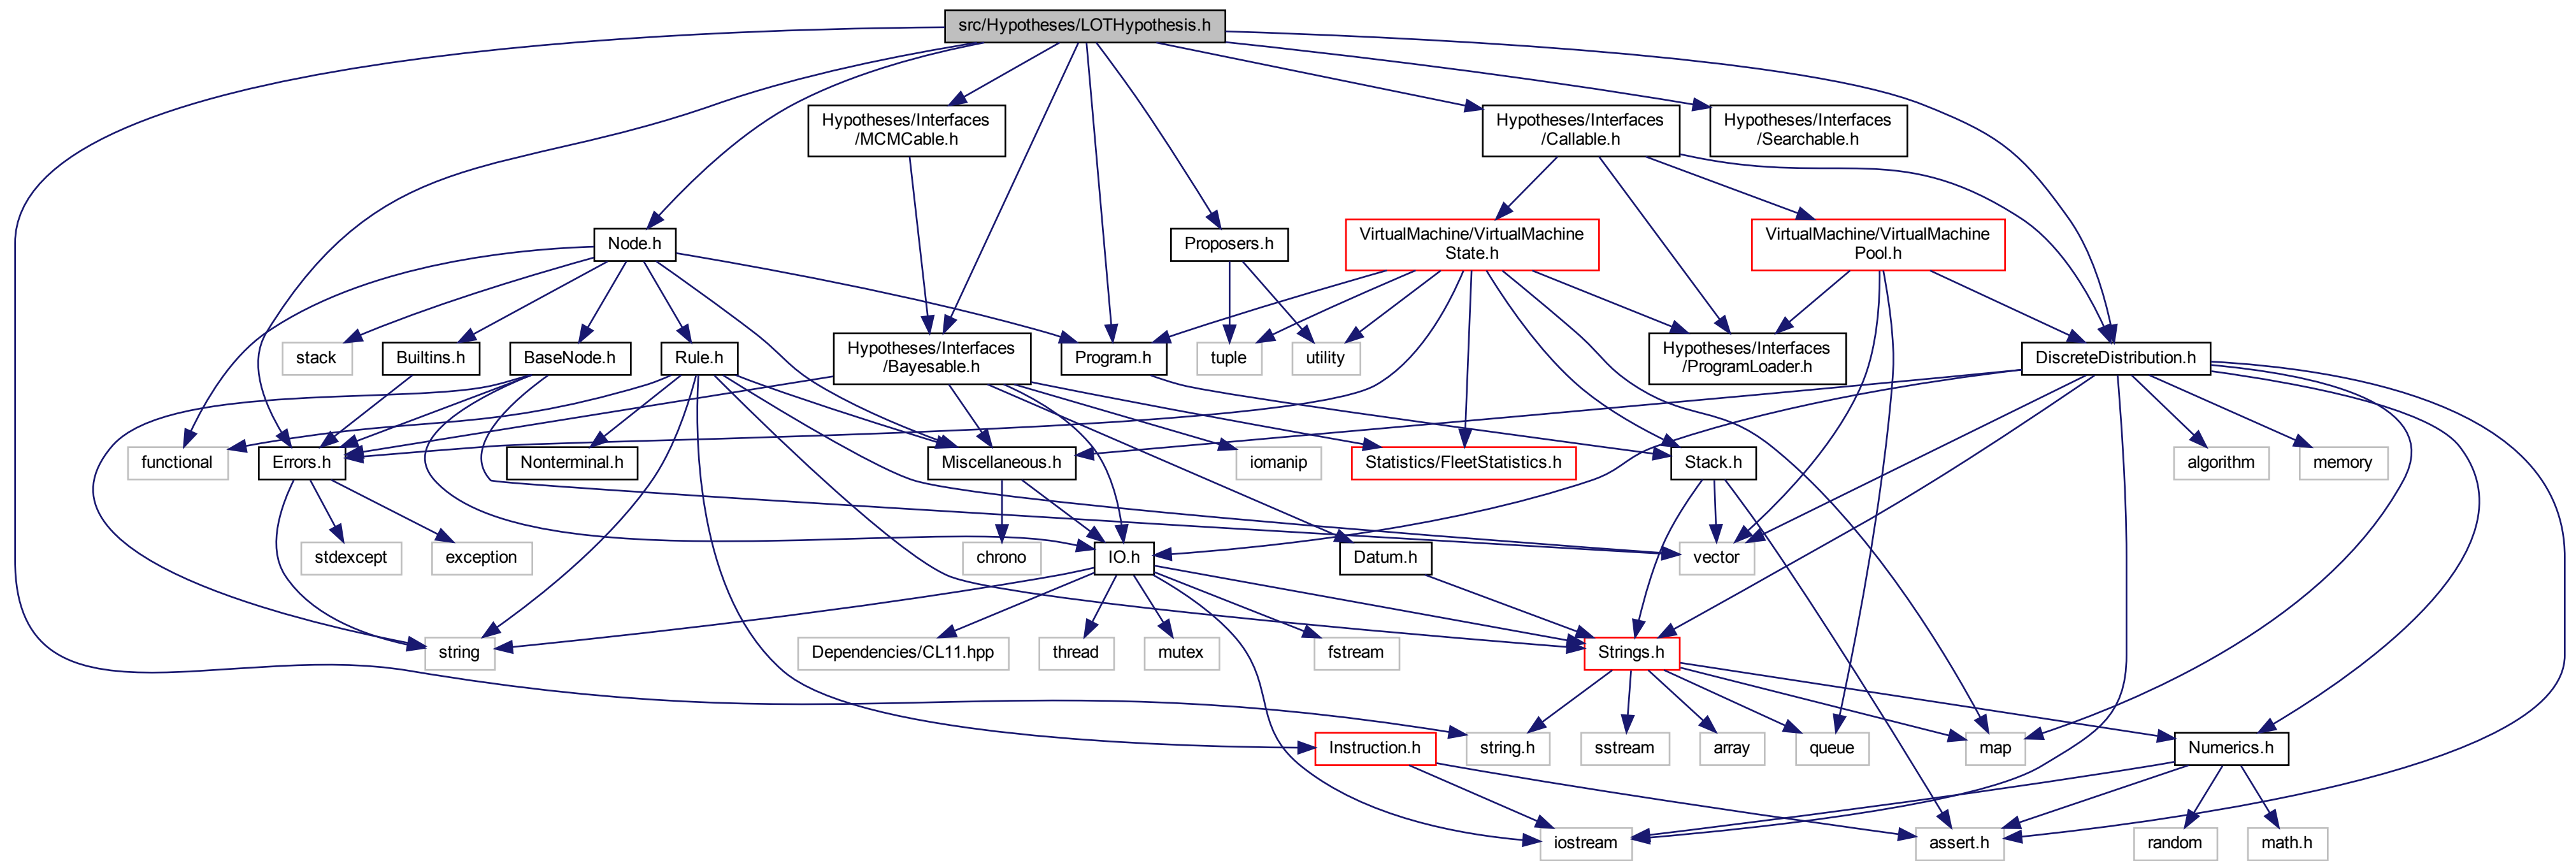 src/Hypotheses/LOTHypothesis.h
Hypotheses/Interfaces
/MCMCable.h
Hypotheses/Interfaces
/Callable.h
Hypotheses/Interfaces
/Searchable.h
Node.h
Proposers.h
VirtualMachine/VirtualMachine
State.h
VirtualMachine/VirtualMachine
Pool.h
stack
Builtins.h
BaseNode.h
Rule.h
Hypotheses/Interfaces
/Bayesable.h
Program.h
tuple
utility
Hypotheses/Interfaces
/ProgramLoader.h
DiscreteDistribution.h
functional
Errors.h
Nonterminal.h
Miscellaneous.h
iomanip
Statistics/FleetStatistics.h
Stack.h
algorithm
memory
stdexcept
exception
chrono
IO.h
Datum.h
vector
string
Dependencies/CL11.hpp
thread
mutex
fstream
Strings.h
Instruction.h
string.h
sstream
array
queue
map
Numerics.h
iostream
assert.h
random
math.h